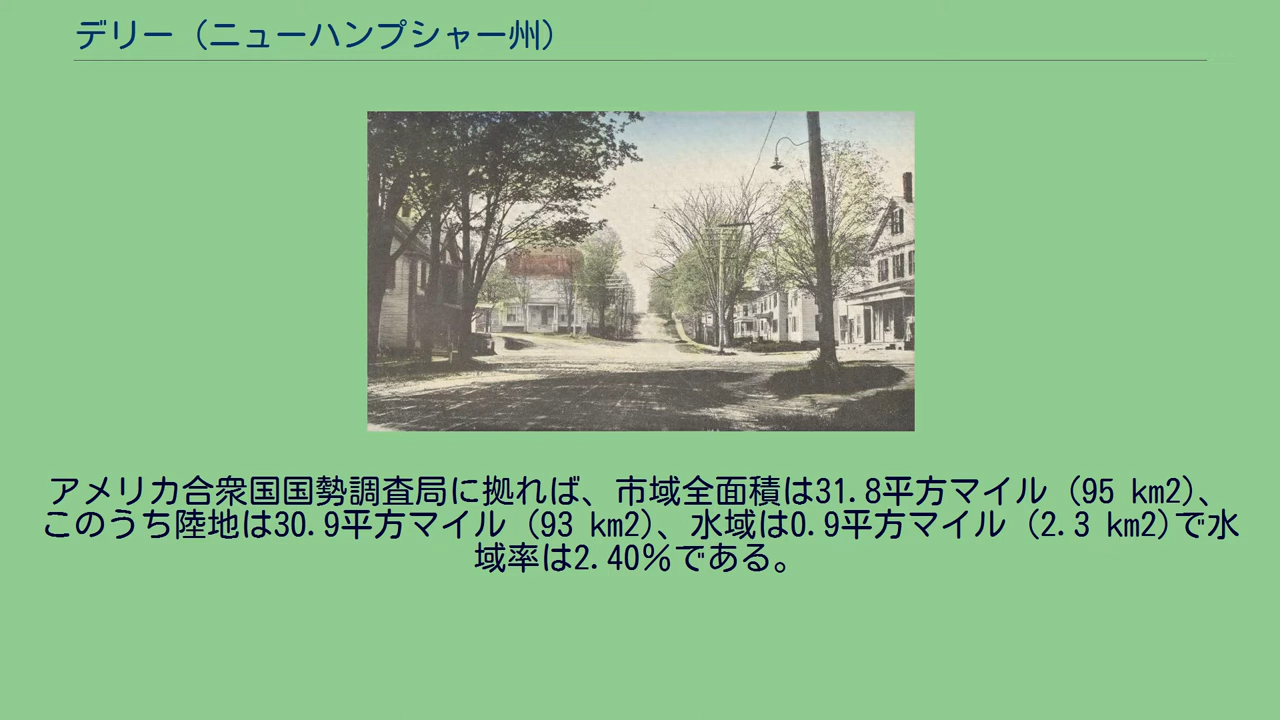 デリー（ニューハンプシャー州）
アメリカ合衆国国勢調査局に拠れば、市域全面積は31.8平方マイル（95 km2）、
このうち陸地は30.9平方マイル（93 km2）、水域は0.9平方マイル（2.3 km2)で水
域率は2.40%である。